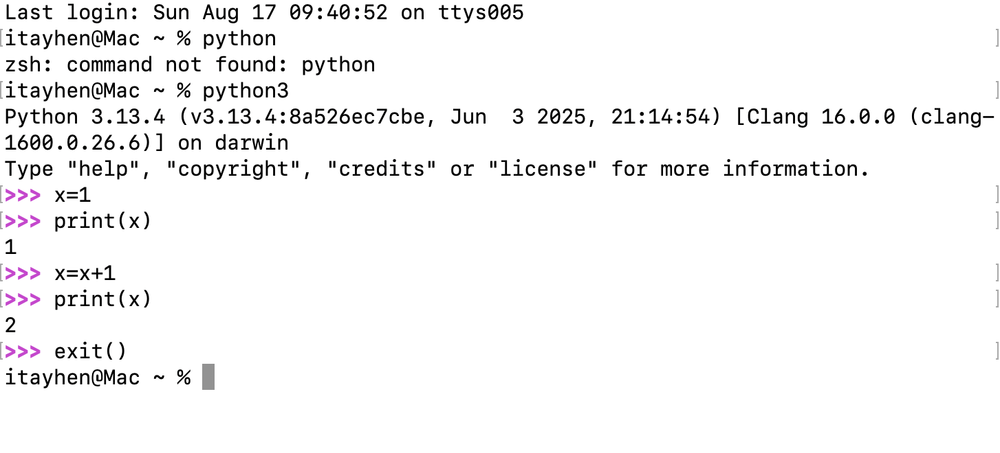 Last login: Sun Aug 17 09:40:52 on ttys005
[itayhen@Mac ~ % python ]
zsh: command not found: python
[itayhen@Mac ~ % python3 ]
Python 3.13.4 (v3.13.4:8a526ec7cbe, Jun  3 2025, 21:14:54) [Clang 16.0.0 (clang-
1600.0.26.6)] on darwin
Type "help", "copyright", "credits" or "license" for more information.
[>>> x=1 ]
[>>> print(x) ]
1
[>>> x=x+1 ]
[>>> print(x) ]
2
[>>> exit() ]
itayhen@Mac ~ %